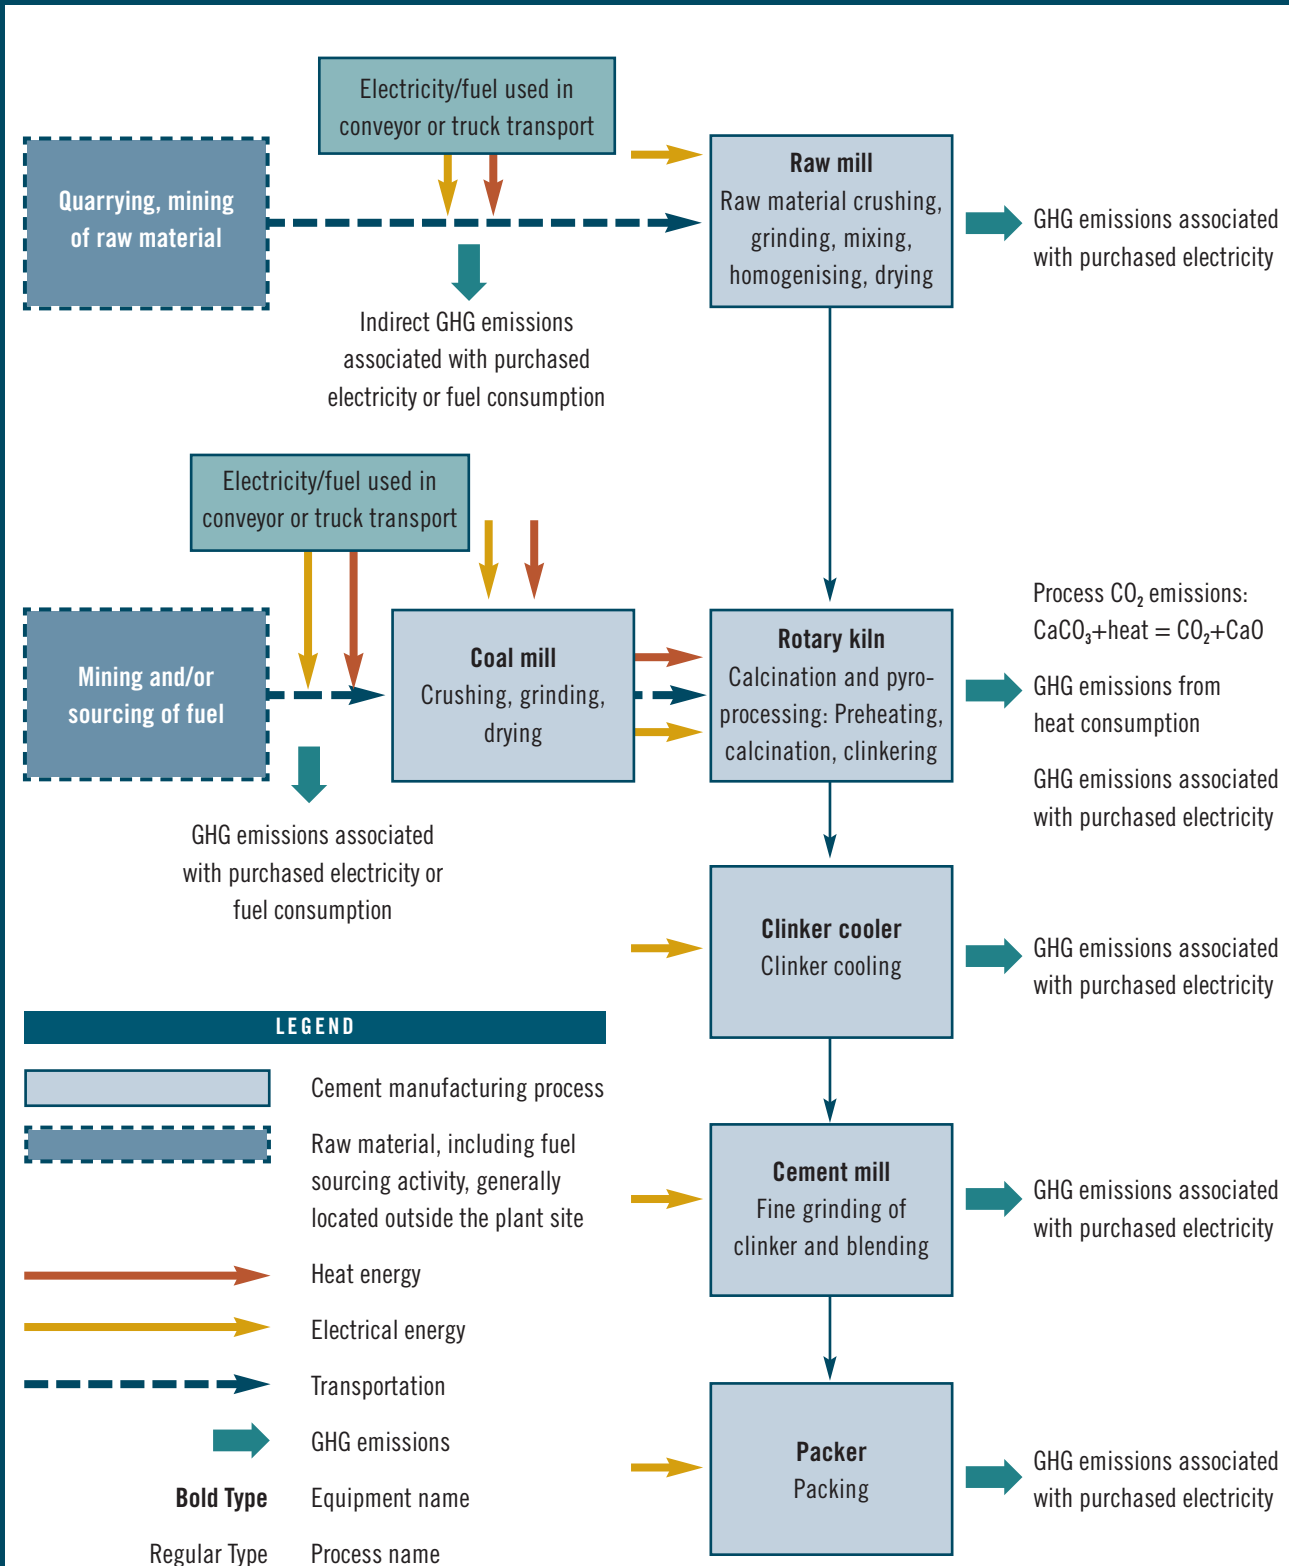 Electricity/fuel used in
conveyor or truck transport
Quarrying, mining
of raw material
Raw mill
Raw material crushing,
grinding, mixing,
homogenising, drying
GHG emissions associated
with purchased electricity
Indirect GHG emissions
associated with purchased
electricity or fuel consumption
Electricity/fuel used in
conveyor or truck transport
Mining and/or
sourcing of fuel
Coal mill
Crushing, grinding,
drying
Rotary kiln
Calcination and pyro-
processing: Preheating,
calcination, clinkering
Process CO₂ emissions:
CaCO₃+heat = CO₂+CaO
GHG emissions from
heat consumption
GHG emissions associated
with purchased electricity
GHG emissions associated
with purchased electricity or
fuel consumption
Clinker cooler
Clinker cooling
GHG emissions associated
with purchased electricity
Cement mill
Fine grinding of
clinker and blending
GHG emissions associated
with purchased electricity
Packer
Packing
GHG emissions associated
with purchased electricity
LEGEND
Cement manufacturing process
Raw material, including fuel
sourcing activity, generally
located outside the plant site
Heat energy
Electrical energy
Transportation
GHG emissions
Bold Type Equipment name
Regular Type Process name